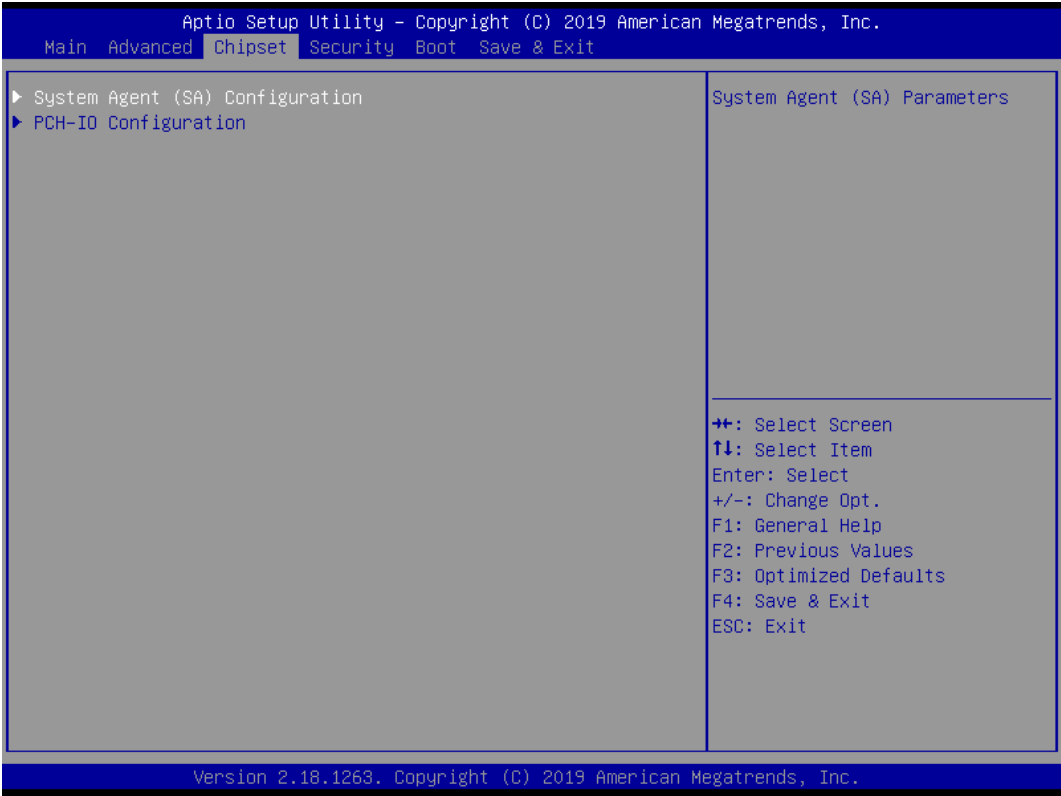 Aptio Setup Utility – Copyright (C) 2019 American Megatrends, Inc.
Main Advanced Chipset Security Boot Save & Exit
▶ System Agent (SA) Configuration
▶ PCH-IO Configuration
System Agent (SA) Parameters
→←: Select Screen
↑↓: Select Item
Enter: Select
+/-: Change Opt.
F1: General Help
F2: Previous Values
F3: Optimized Defaults
F4: Save & Exit
ESC: Exit
Version 2.18.1263. Copyright (C) 2019 American Megatrends, Inc.